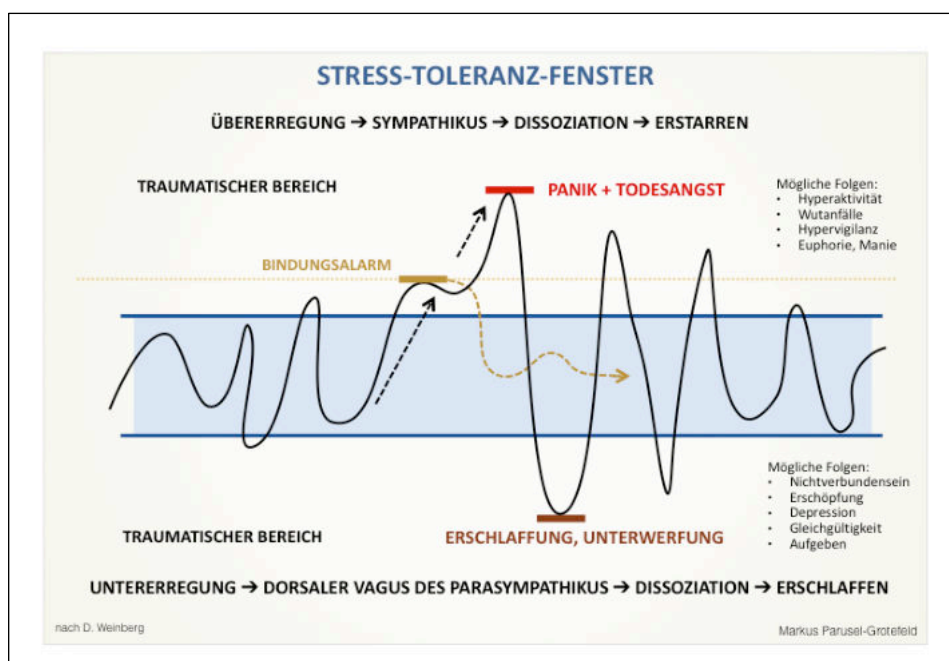 STRESS-TOLERANZ-FENSTER
ÜBERERREGUNG ➔ SYMPATHIKUS ➔ DISSOZIATION ➔ ERSTARREN
TRAUMATISCHER BEREICH
PANIK + TODESANGST
Mögliche Folgen:
• Hyperaktivität
• Wutanfälle
• Hypervigilanz
• Euphorie, Manie
BINDUNGSALARM
Mögliche Folgen:
• Nichtverbundensein
• Erschöpfung
• Depression
• Gleichgültigkeit
• Aufgeben
TRAUMATISCHER BEREICH
ERSCHLAFFUNG, UNTERWERFUNG
UNTERERREGUNG ➔ DORSALER VAGUS DES PARASYMPATHIKUS ➔ DISSOZIATION ➔ ERSCHLAFFEN
nach D. Weinberg
Markus Parusel-Grotefeld